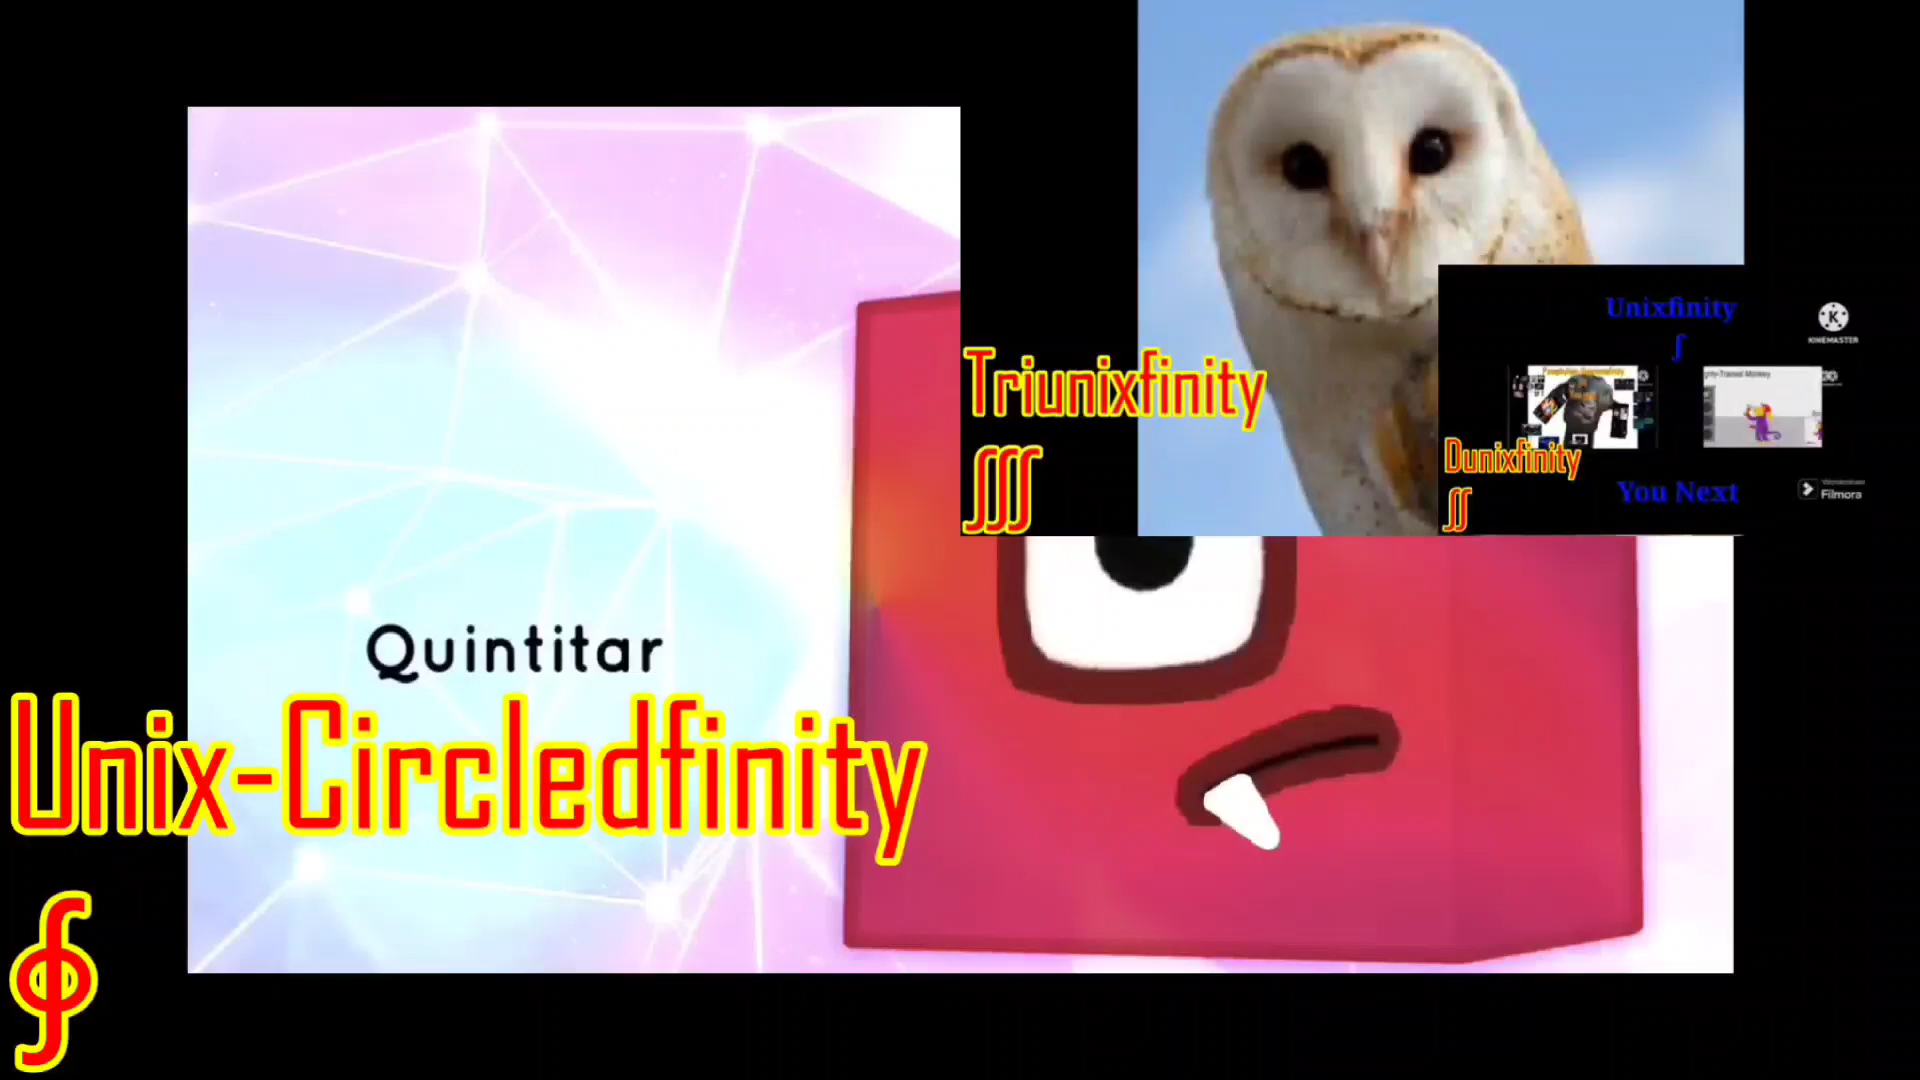 Unixfinity
∫
KINEMASTER
Triunixfinity
∫∫∫
Dunixfinity
∫∫
You Next
Filmora
Quintitar
Unix-Circledfinity
∮